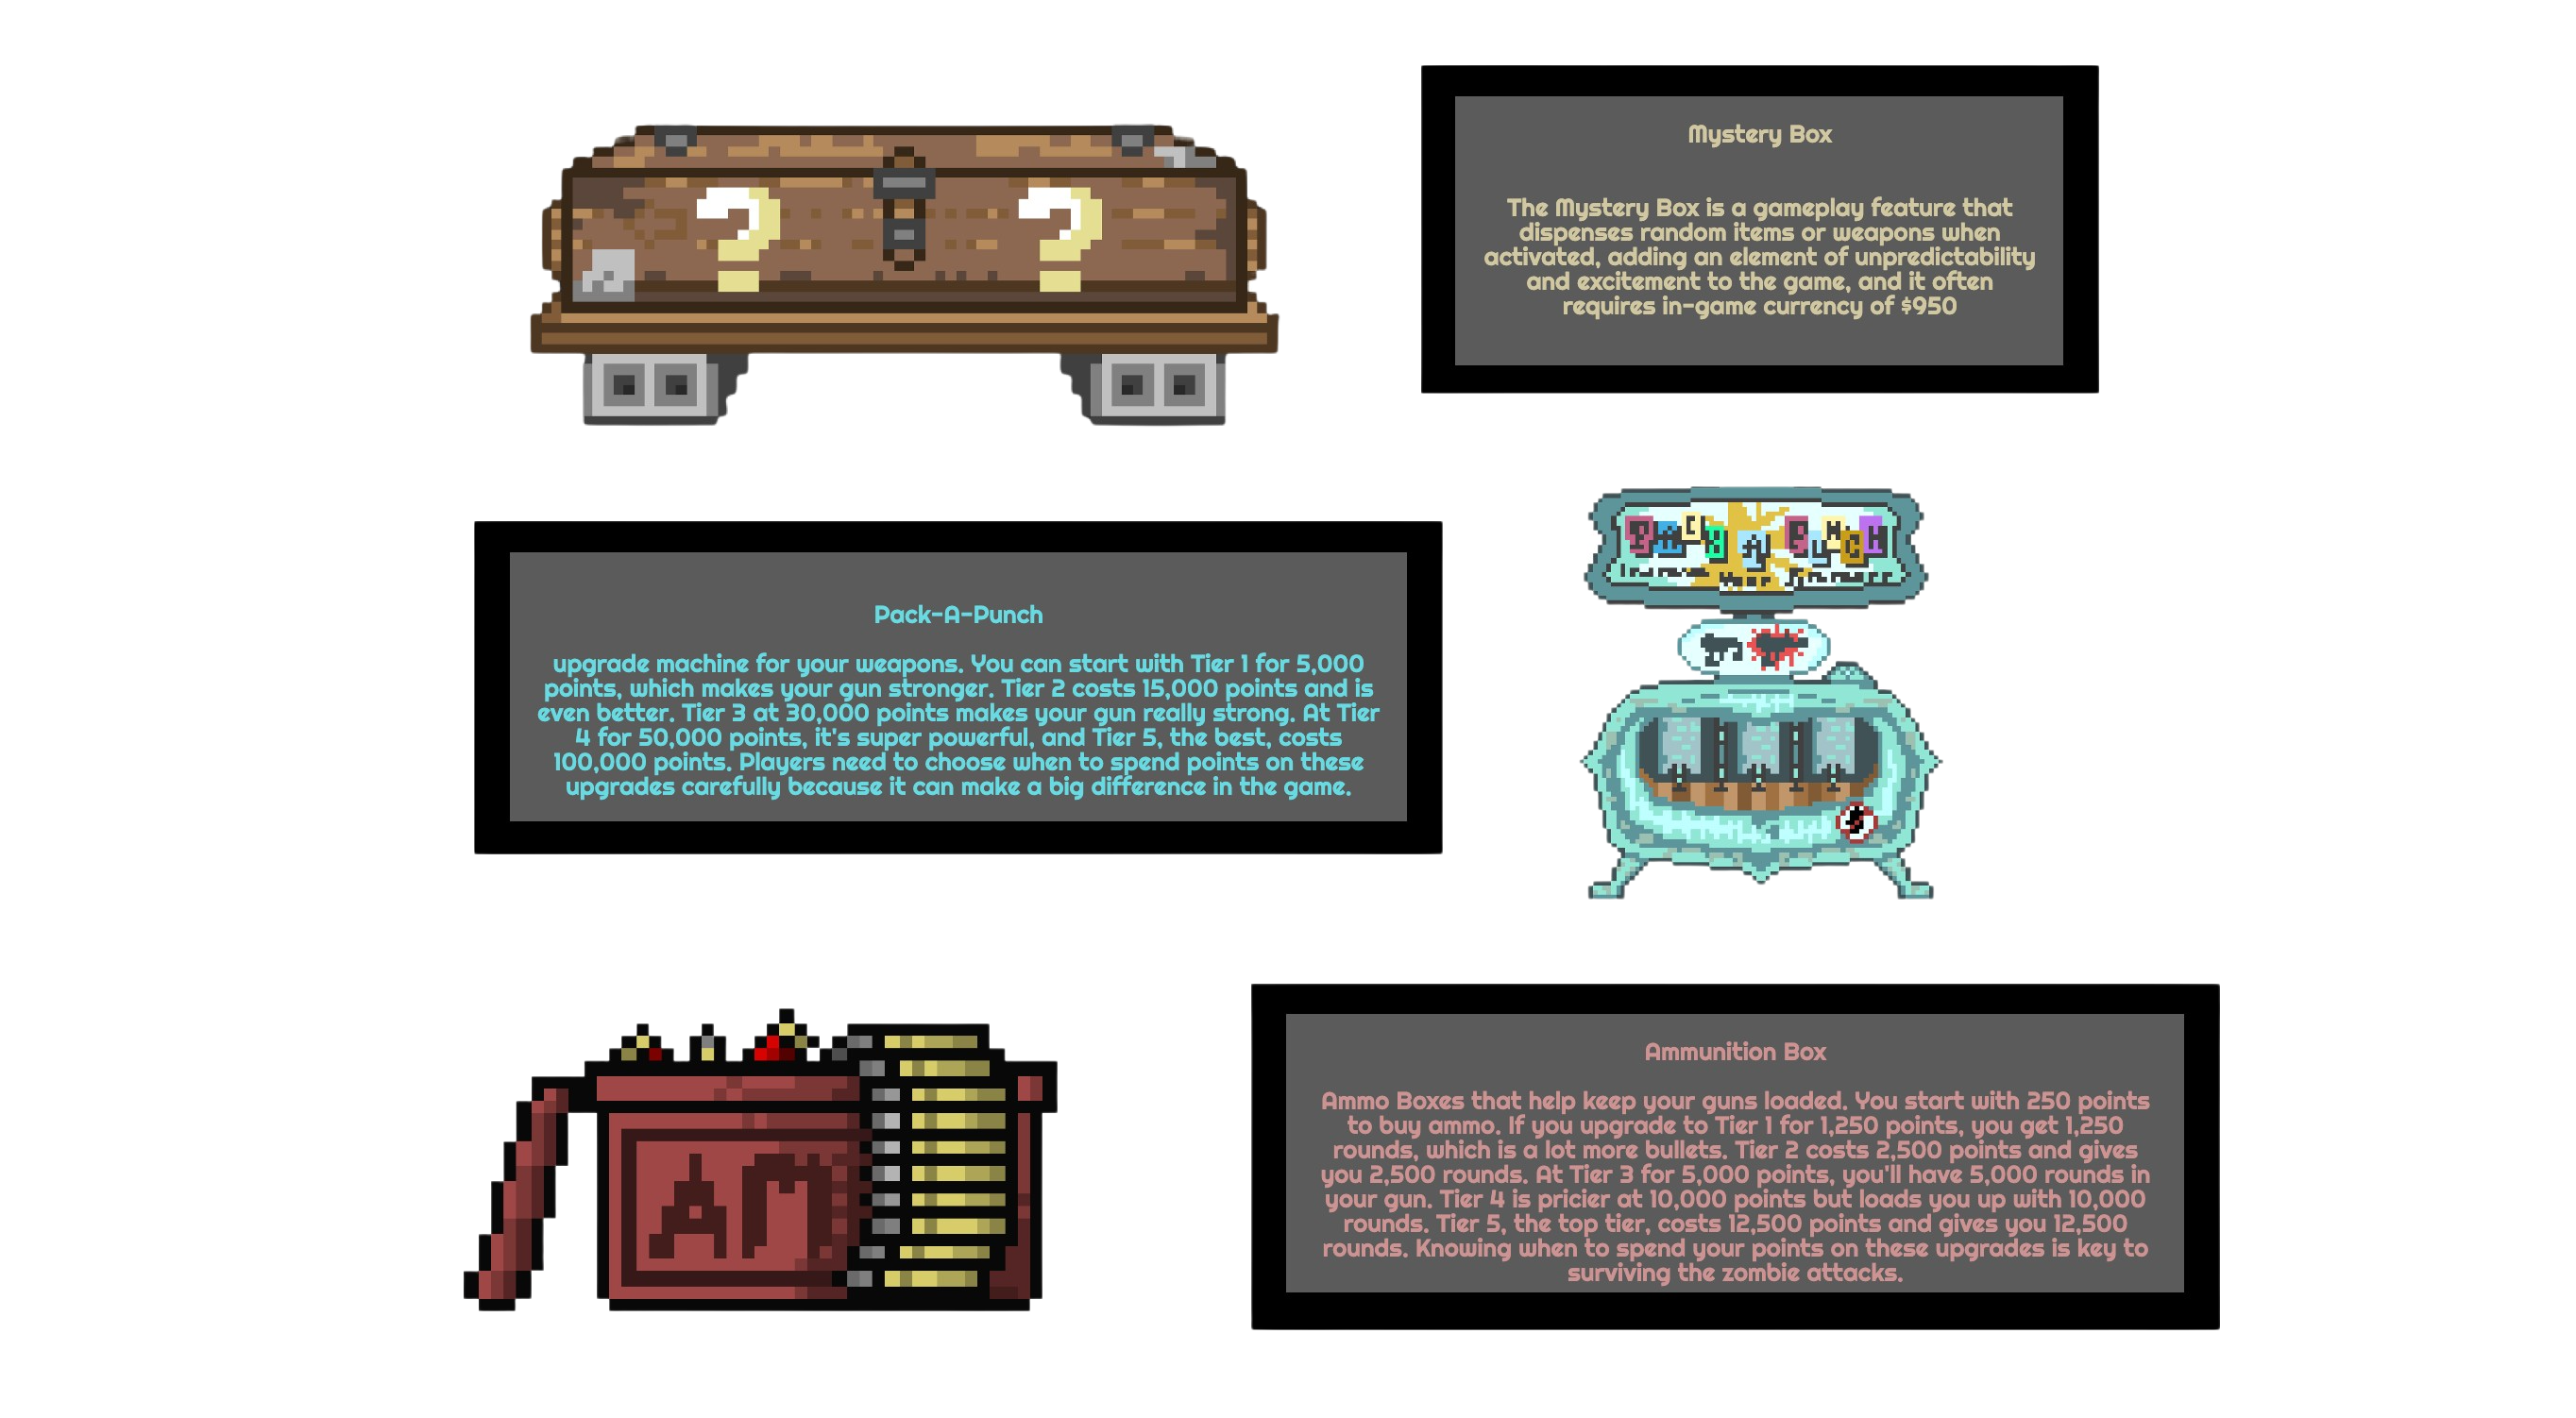 ? ?
Mystery Box
The Mystery Box is a gameplay feature that
dispenses random items or weapons when
activated, adding an element of unpredictability
and excitement to the game, and it often
requires in-game currency of $950
PACK A PUNCH
Pack-A-Punch
upgrade machine for your weapons. You can start with Tier 1 for 5,000
points, which makes your gun stronger. Tier 2 costs 15,000 points and is
even better. Tier 3 at 30,000 points makes your gun really strong. At Tier
4 for 50,000 points, it's super powerful, and Tier 5, the best, costs
100,000 points. Players need to choose when to spend points on these
upgrades carefully because it can make a big difference in the game.
AM
Ammunition Box
Ammo Boxes that help keep your guns loaded. You start with 250 points
to buy ammo. If you upgrade to Tier 1 for 1,250 points, you get 1,250
rounds, which is a lot more bullets. Tier 2 costs 2,500 points and gives
you 2,500 rounds. At Tier 3 for 5,000 points, you'll have 5,000 rounds in
your gun. Tier 4 is pricier at 10,000 points but loads you up with 10,000
rounds. Tier 5, the top tier, costs 12,500 points and gives you 12,500
rounds. Knowing when to spend your points on these upgrades is key to
surviving the zombie attacks.